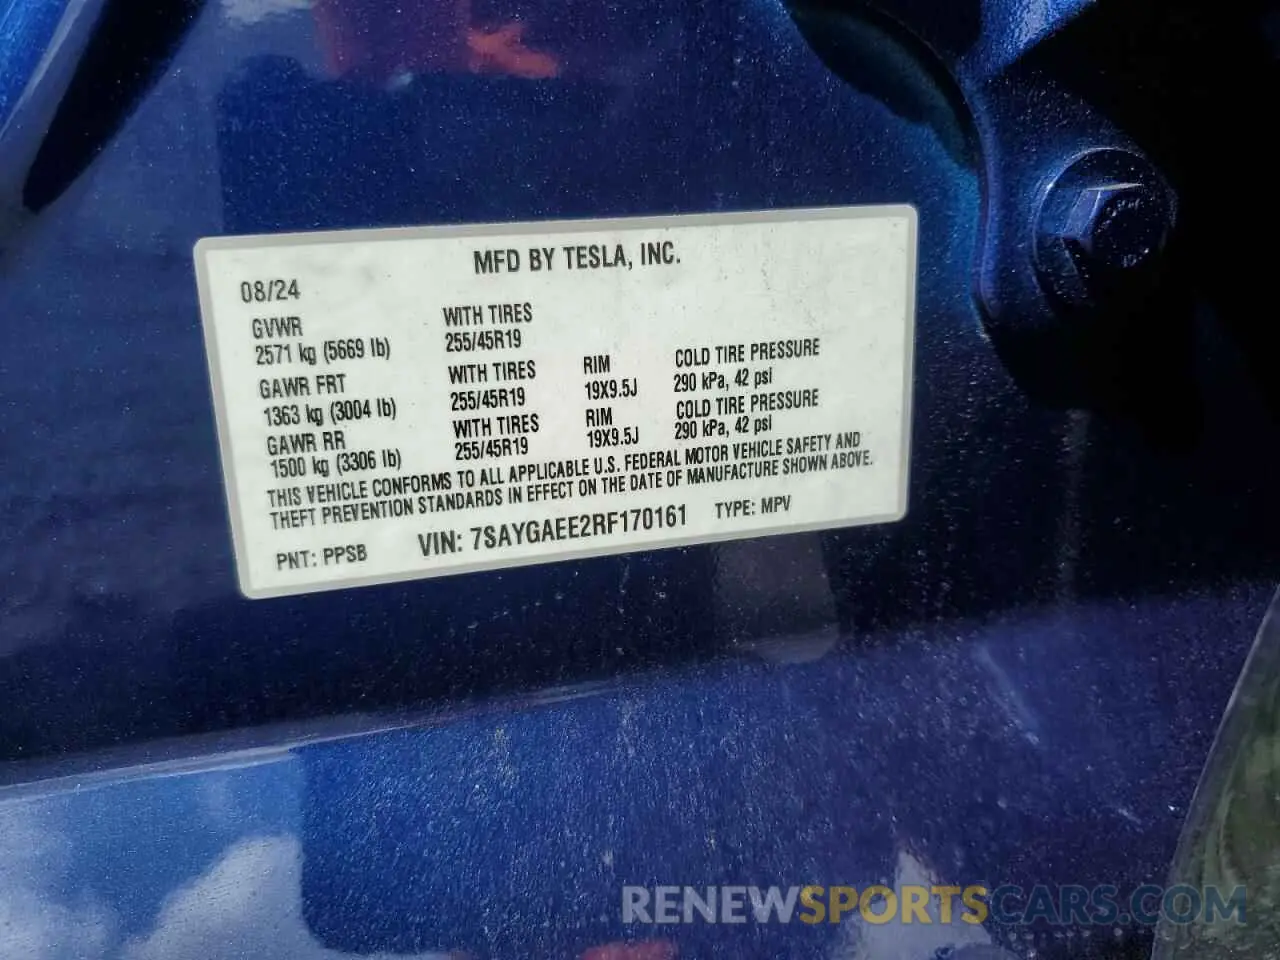 MFD BY TESLA, INC.
08/24
GVWR WITH TIRES
2571 kg (5669 lb) 255/45R19
GAWR FRT WITH TIRES RIM COLD TIRE PRESSURE
1363 kg (3004 lb) 255/45R19 19X9.5J 290 kPa, 42 psi
GAWR RR WITH TIRES RIM COLD TIRE PRESSURE
1500 kg (3306 lb) 255/45R19 19X9.5J 290 kPa, 42 psi
THIS VEHICLE CONFORMS TO ALL APPLICABLE U.S. FEDERAL MOTOR VEHICLE SAFETY AND
THEFT PREVENTION STANDARDS IN EFFECT ON THE DATE OF MANUFACTURE SHOWN ABOVE.
PNT: PPSB VIN: 7SAYGAEE2RF170161 TYPE: MPV
RENEWSPORTSCARS.COM